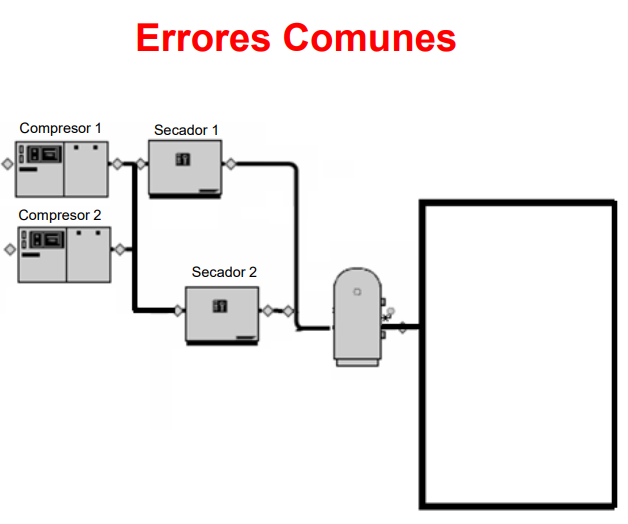 Errores Comunes
Compresor 1
Secador 1
Compresor 2
Secador 2